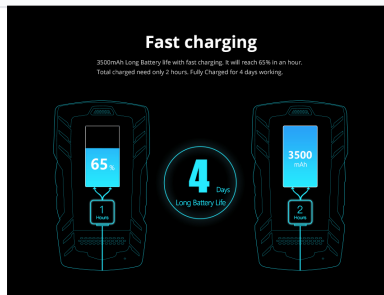 Fast charging
3500mAh Long Battery life with fast charging. It will reach 65% in an hour.
Total charged need only 2 hours. Fully Charged for 4 days working.
65 %
1
Hours
4 Days
Long Battery Life
3500
mAh
2
Hours